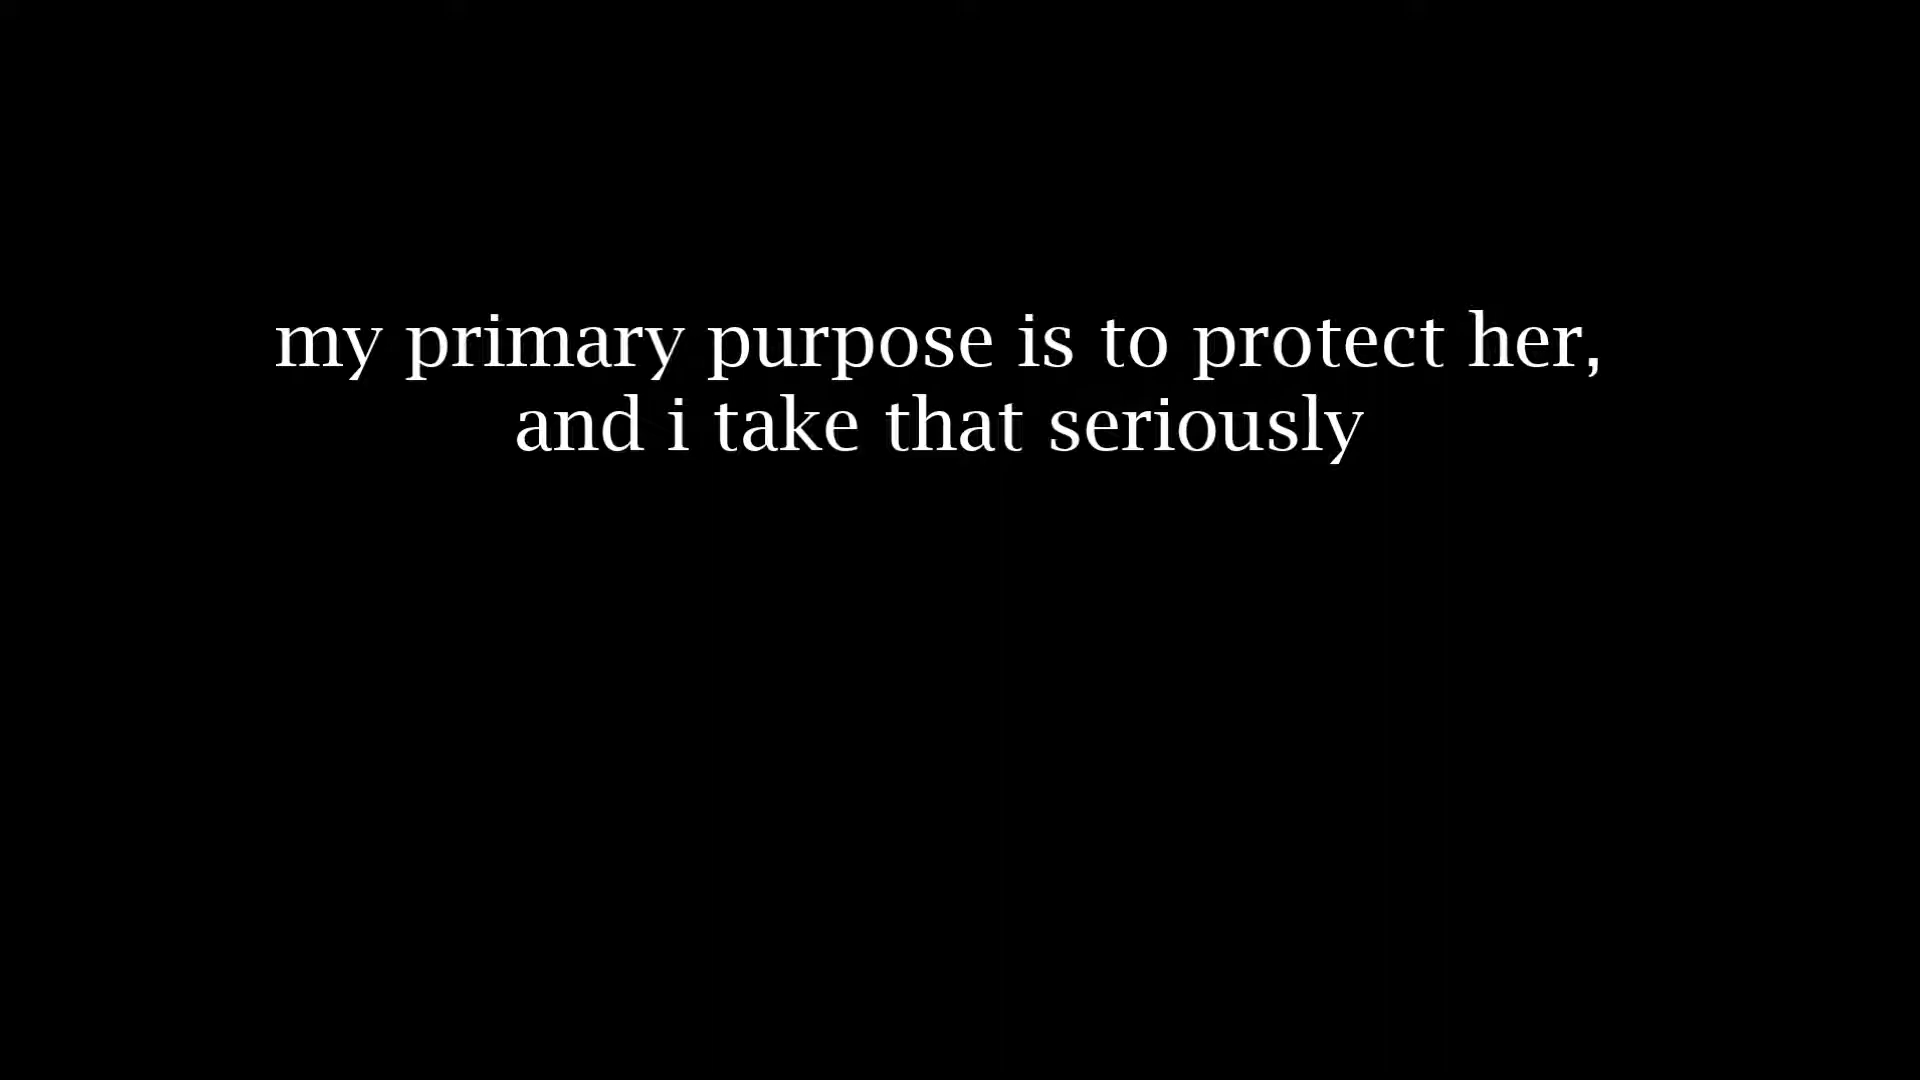 my primary purpose is to protect her,
and i take that seriously